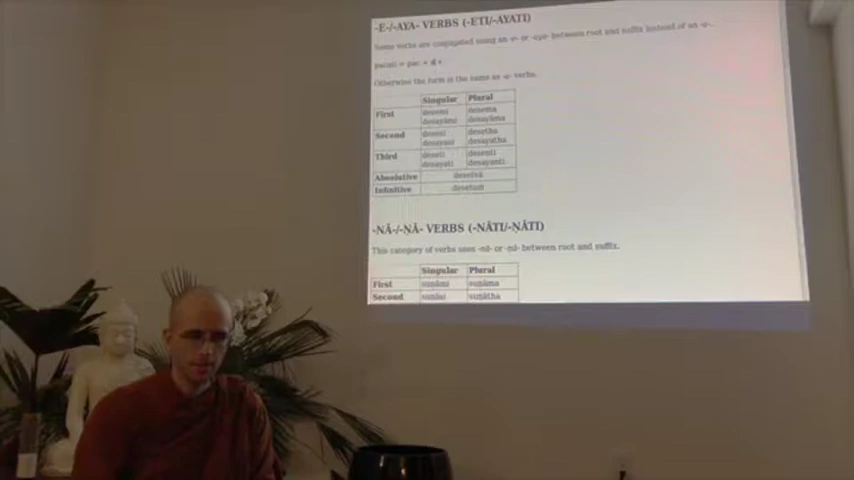 -E-/-AYA- VERBS (-ETI/-AYATI)
Some verbs are conjugated using an -e- or -aya- between root and suffix instead of an -a-.
Otherwise the form is the same as -a- verbs.
Singular Plural
First desemi desema
desayāmi desayāma
Second desesi desetha
desayasi desayatha
Third deseti desenti
desayati desayanti
Absolutive desetvā
Infinitive desetuṃ
-NĀ-/-ṆĀ- VERBS (-NĀTI/-ṆĀTI)
This category of verbs uses -nā- or -ṇā- between root and suffix.
Singular Plural
First suṇāmi suṇāma
Second suṇāsi suṇātha